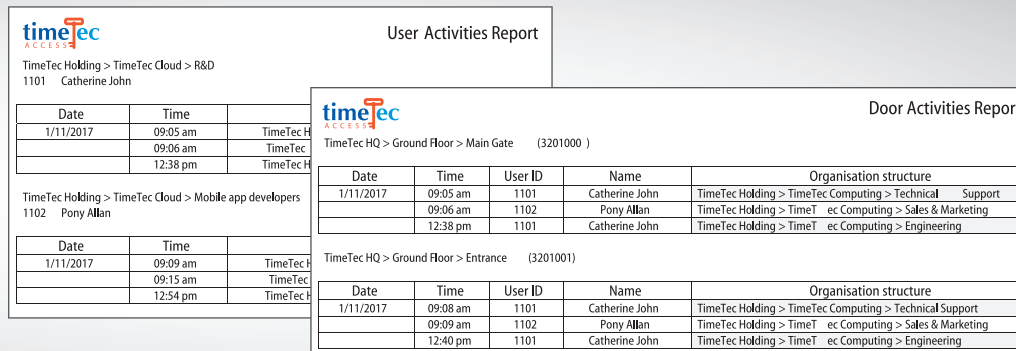 timeTec
ACCESS
User Activities Report
TimeTec Holding > TimeTec Cloud > R&D
1101 Catherine John
Date Time
1/11/2017 09:05 am TimeTec H
09:06 am TimeTec
12:38 pm TimeTec H
TimeTec Holding > TimeTec Cloud > Mobile app developers
1102 Pony Allan
Date Time
1/11/2017 09:09 am TimeTec H
09:15 am TimeTec
12:54 pm TimeTec H
timeTec
ACCESS
Door Activities Repor
TimeTec HQ > Ground Floor > Main Gate (3201000 )
Date Time User ID Name Organisation structure
1/11/2017 09:05 am 1101 Catherine John TimeTec Holding > TimeTec Computing > Technical Support
09:06 am 1102 Pony Allan TimeTec Holding > TimeT ec Computing > Sales & Marketing
12:38 pm 1101 Catherine John TimeTec Holding > TimeT ec Computing > Engineering
TimeTec HQ > Ground Floor > Entrance (3201001)
Date Time User ID Name Organisation structure
1/11/2017 09:08 am 1101 Catherine John TimeTec Holding > TimeTec Computing > Technical Support
09:09 am 1102 Pony Allan TimeTec Holding > TimeT ec Computing > Sales & Marketing
12:40 pm 1101 Catherine John TimeTec Holding > TimeT ec Computing > Engineering